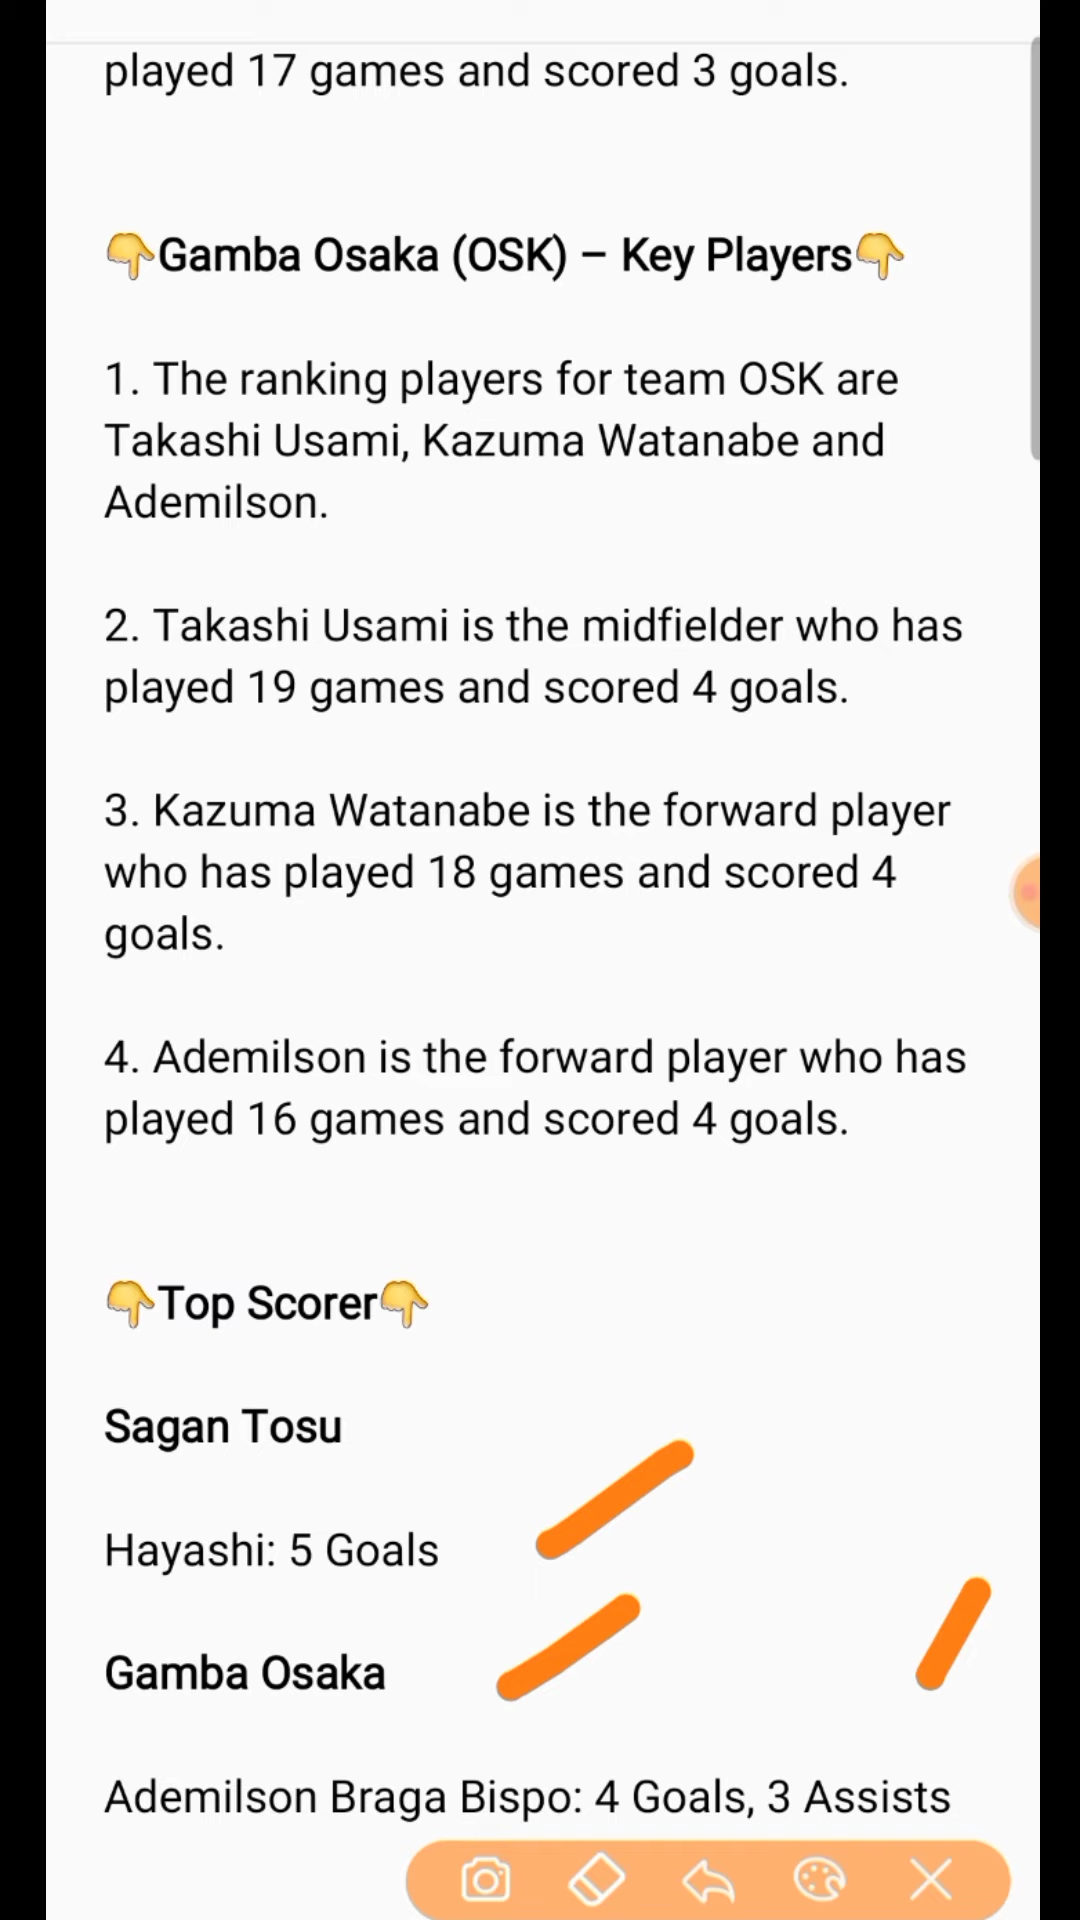 played 17 games and scored 3 goals.
👇Gamba Osaka (OSK) – Key Players👇
1. The ranking players for team OSK are
Takashi Usami, Kazuma Watanabe and
Ademilson.
2. Takashi Usami is the midfielder who has
played 19 games and scored 4 goals.
3. Kazuma Watanabe is the forward player
who has played 18 games and scored 4
goals.
4. Ademilson is the forward player who has
played 16 games and scored 4 goals.
👇Top Scorer👇
Sagan Tosu
Hayashi: 5 Goals
Gamba Osaka
Ademilson Braga Bispo: 4 Goals, 3 Assists